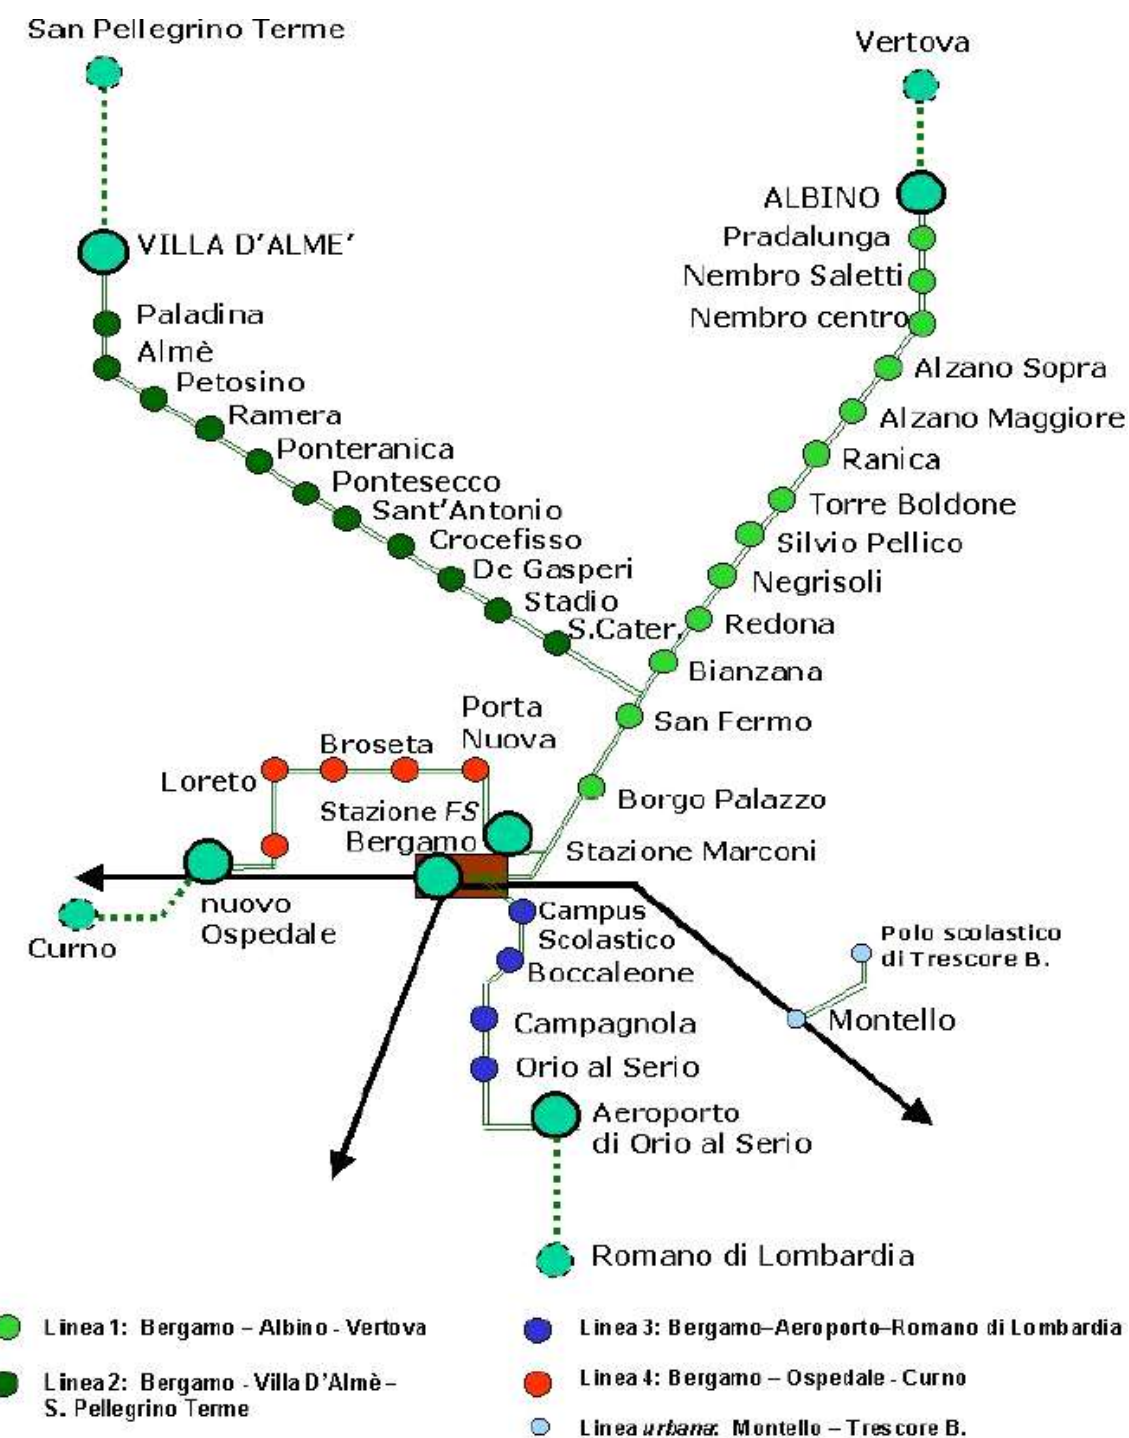 San Pellegrino Terme
Vertova
ALBINO
Pradalunga
VILLA D'ALME'
Nembro Saletti
Nembro centro
Paladina
Almè
Alzano Sopra
Petosino
Ramera
Alzano Maggiore
Ponteranica
Ranica
Pontesecco
Torre Boldone
Sant'Antonio
Crocefisso
Silvio Pellico
De Gasperi
Negrisoli
Stadio
S.Cater.
Redona
Bianzana
Porta
Nuova
San Fermo
Broseta
Loreto
Stazione FS
Bergamo
Borgo Palazzo
Stazione Marconi
nuovo
Ospedale
Curno
Campus
Scolastico
Boccaleone
Polo scolastico
di Trescore B.
Campagnola
Montello
Orio al Serio
Aeroporto
di Orio al Serio
Romano di Lombardia
Linea 1: Bergamo – Albino - Vertova
Linea 2: Bergamo - Villa D'Almè –
S. Pellegrino Terme
Linea 3: Bergamo–Aeroporto–Romano di Lombardia
Linea 4: Bergamo – Ospedale - Curno
Linea urbana: Montello – Trescore B.